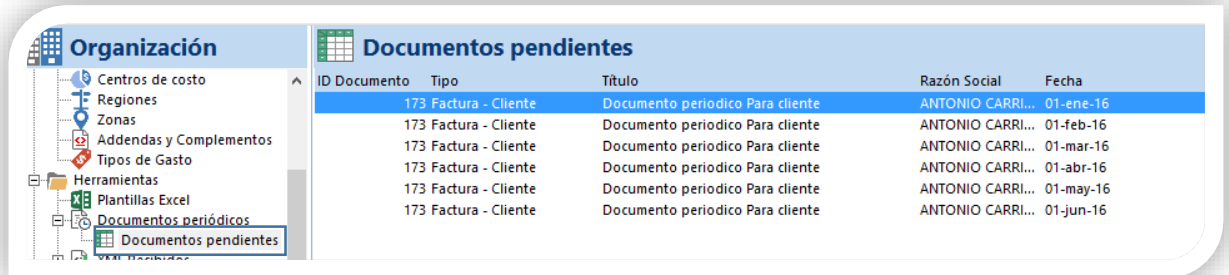 Organización
Centros de costo
Regiones
Zonas
Addendas y Complementos
Tipos de Gasto
Herramientas
Plantillas Excel
Documentos periódicos
Documentos pendientes
XML Recibidos
Documentos pendientes
ID Documento Tipo Título Razón Social Fecha
173 Factura - Cliente Documento periodico Para cliente ANTONIO CARRI... 01-ene-16
173 Factura - Cliente Documento periodico Para cliente ANTONIO CARRI... 01-feb-16
173 Factura - Cliente Documento periodico Para cliente ANTONIO CARRI... 01-mar-16
173 Factura - Cliente Documento periodico Para cliente ANTONIO CARRI... 01-abr-16
173 Factura - Cliente Documento periodico Para cliente ANTONIO CARRI... 01-may-16
173 Factura - Cliente Documento periodico Para cliente ANTONIO CARRI... 01-jun-16